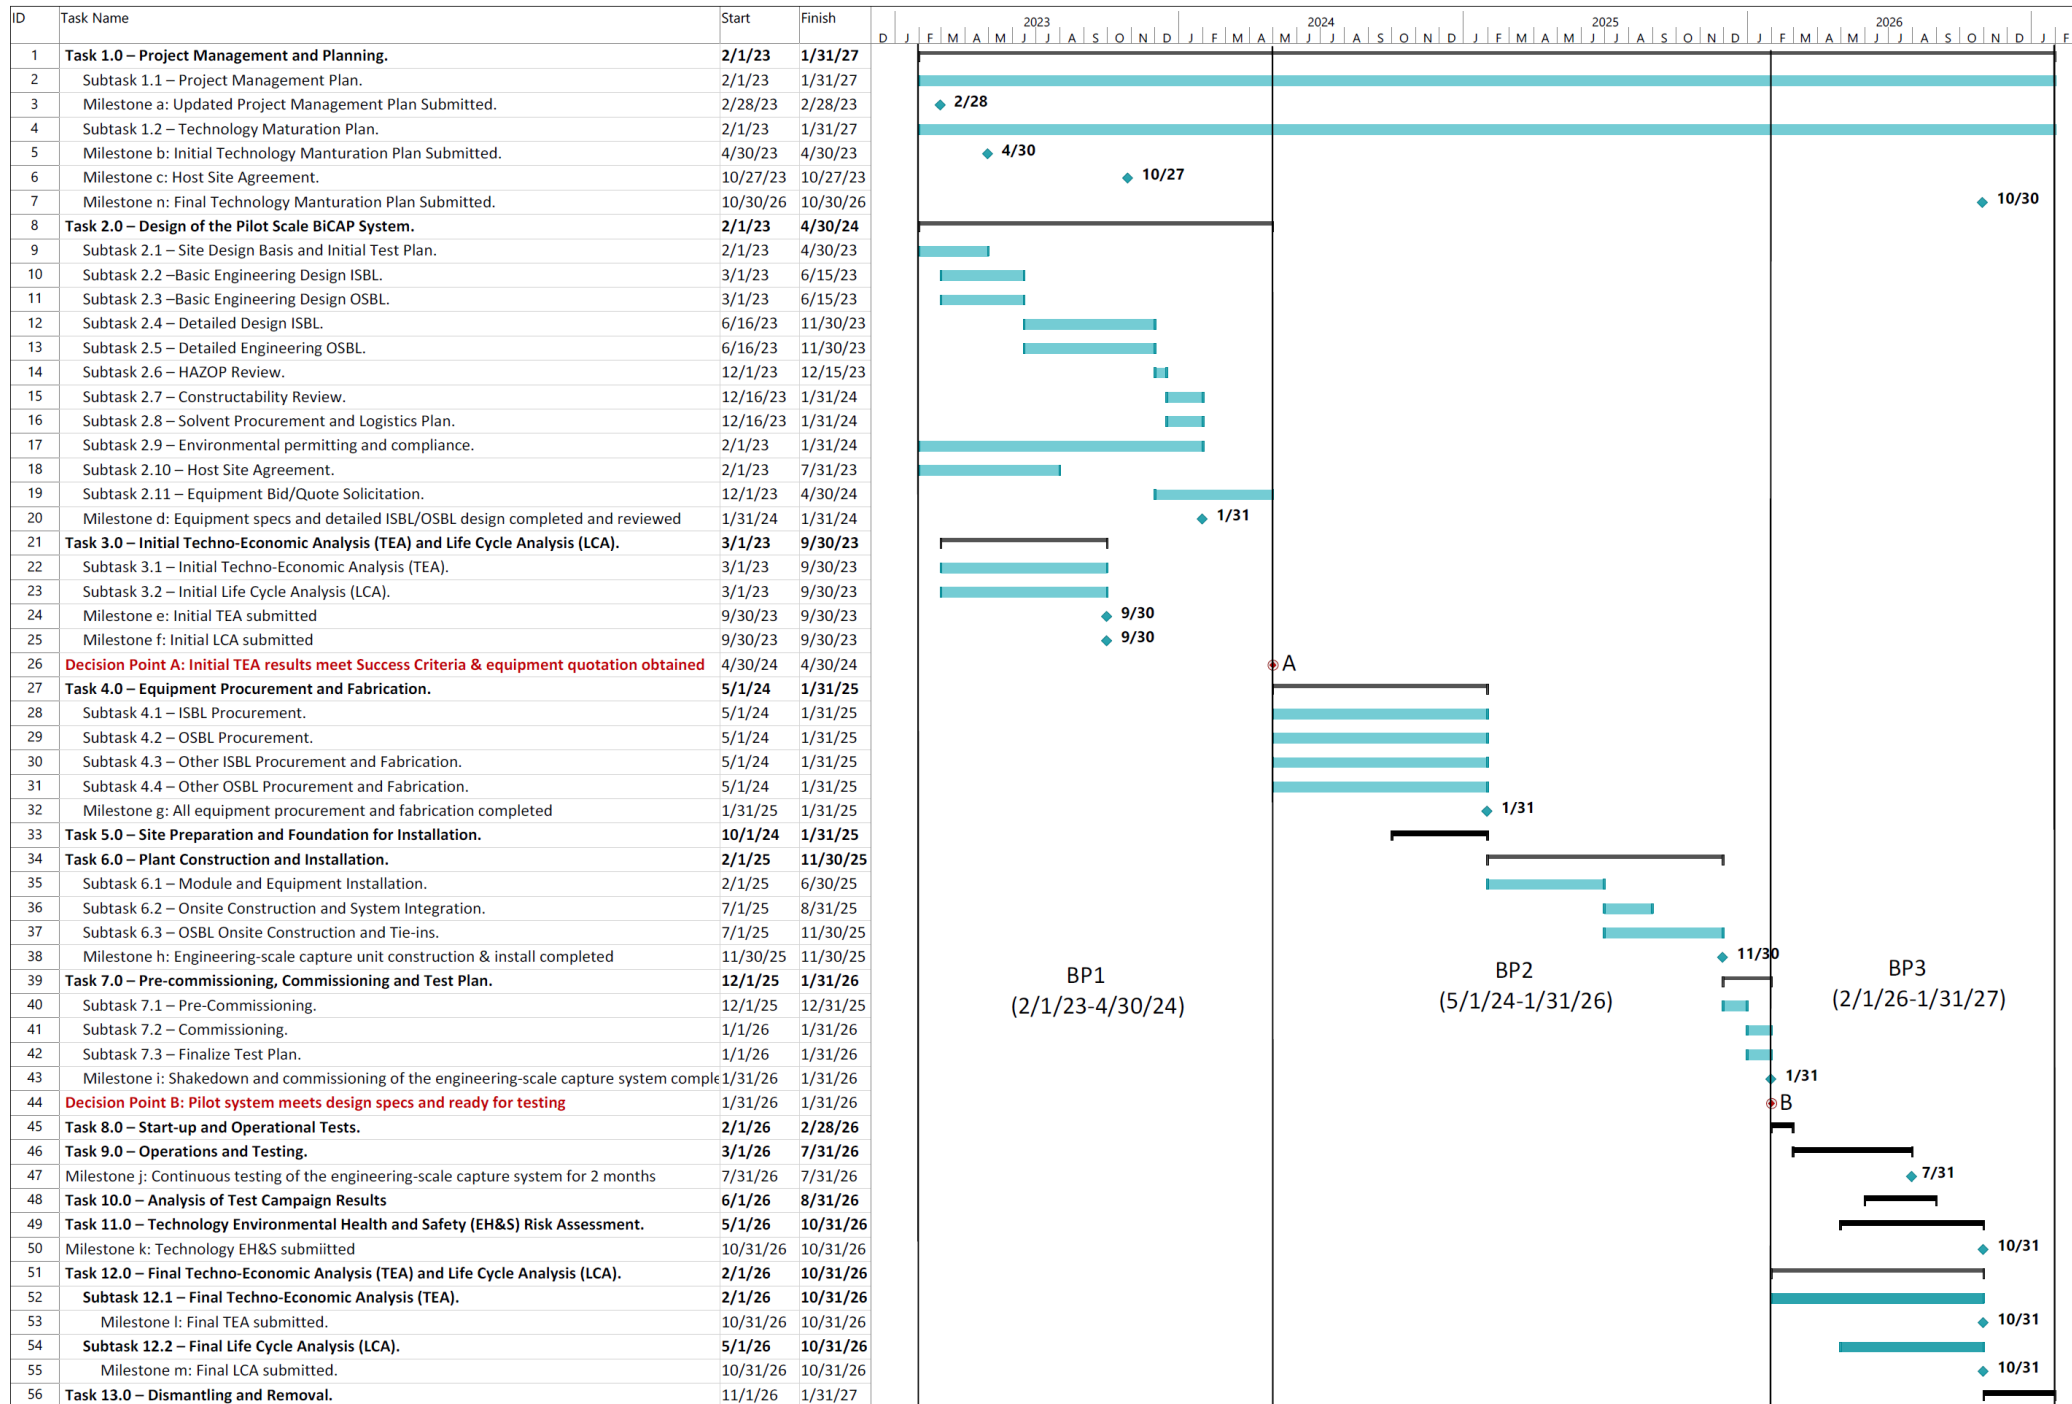 ID Task Name Start Finish 2023 2024 2025 2026
D J F M A M J J A S O N D J F M A M J J A S O N D J F M A M J J A S O N D J F M A M J J A S O N D J F
1 Task 1.0 – Project Management and Planning. 2/1/23 1/31/27
2 Subtask 1.1 – Project Management Plan. 2/1/23 1/31/27
3 Milestone a: Updated Project Management Plan Submitted. 2/28/23 2/28/23 2/28
4 Subtask 1.2 – Technology Maturation Plan. 2/1/23 1/31/27
5 Milestone b: Initial Technology Manturation Plan Submitted. 4/30/23 4/30/23 4/30
6 Milestone c: Host Site Agreement. 10/27/23 10/27/23 10/27
7 Milestone n: Final Technology Manturation Plan Submitted. 10/30/26 10/30/26 10/30
8 Task 2.0 – Design of the Pilot Scale BiCAP System. 2/1/23 4/30/24
9 Subtask 2.1 – Site Design Basis and Initial Test Plan. 2/1/23 4/30/23
10 Subtask 2.2 –Basic Engineering Design ISBL. 3/1/23 6/15/23
11 Subtask 2.3 –Basic Engineering Design OSBL. 3/1/23 6/15/23
12 Subtask 2.4 – Detailed Design ISBL. 6/16/23 11/30/23
13 Subtask 2.5 – Detailed Engineering OSBL. 6/16/23 11/30/23
14 Subtask 2.6 – HAZOP Review. 12/1/23 12/15/23
15 Subtask 2.7 – Constructability Review. 12/16/23 1/31/24
16 Subtask 2.8 – Solvent Procurement and Logistics Plan. 12/16/23 1/31/24
17 Subtask 2.9 – Environmental permitting and compliance. 2/1/23 1/31/24
18 Subtask 2.10 – Host Site Agreement. 2/1/23 7/31/23
19 Subtask 2.11 – Equipment Bid/Quote Solicitation. 12/1/23 4/30/24
20 Milestone d: Equipment specs and detailed ISBL/OSBL design completed and reviewed 1/31/24 1/31/24 1/31
21 Task 3.0 – Initial Techno-Economic Analysis (TEA) and Life Cycle Analysis (LCA). 3/1/23 9/30/23
22 Subtask 3.1 – Initial Techno-Economic Analysis (TEA). 3/1/23 9/30/23
23 Subtask 3.2 – Initial Life Cycle Analysis (LCA). 3/1/23 9/30/23
24 Milestone e: Initial TEA submitted 9/30/23 9/30/23 9/30
25 Milestone f: Initial LCA submitted 9/30/23 9/30/23 9/30
26 Decision Point A: Initial TEA results meet Success Criteria & equipment quotation obtained 4/30/24 4/30/24 A
27 Task 4.0 – Equipment Procurement and Fabrication. 5/1/24 1/31/25
28 Subtask 4.1 – ISBL Procurement. 5/1/24 1/31/25
29 Subtask 4.2 – OSBL Procurement. 5/1/24 1/31/25
30 Subtask 4.3 – Other ISBL Procurement and Fabrication. 5/1/24 1/31/25
31 Subtask 4.4 – Other OSBL Procurement and Fabrication. 5/1/24 1/31/25
32 Milestone g: All equipment procurement and fabrication completed 1/31/25 1/31/25 1/31
33 Task 5.0 – Site Preparation and Foundation for Installation. 10/1/24 1/31/25
34 Task 6.0 – Plant Construction and Installation. 2/1/25 11/30/25
35 Subtask 6.1 – Module and Equipment Installation. 2/1/25 6/30/25
36 Subtask 6.2 – Onsite Construction and System Integration. 7/1/25 8/31/25
37 Subtask 6.3 – OSBL Onsite Construction and Tie-ins. 7/1/25 11/30/25
38 Milestone h: Engineering-scale capture unit construction & install completed 11/30/25 11/30/25 11/30
39 Task 7.0 – Pre-commissioning, Commissioning and Test Plan. 12/1/25 1/31/26
BP1 BP2 BP3
(2/1/23-4/30/24) (5/1/24-1/31/26) (2/1/26-1/31/27)
40 Subtask 7.1 – Pre-Commissioning. 12/1/25 12/31/25
41 Subtask 7.2 – Commissioning. 1/1/26 1/31/26
42 Subtask 7.3 – Finalize Test Plan. 1/1/26 1/31/26
43 Milestone i: Shakedown and commissioning of the engineering-scale capture system comple 1/31/26 1/31/26 1/31
44 Decision Point B: Pilot system meets design specs and ready for testing 1/31/26 1/31/26 B
45 Task 8.0 – Start-up and Operational Tests. 2/1/26 2/28/26
46 Task 9.0 – Operations and Testing. 3/1/26 7/31/26
47 Milestone j: Continuous testing of the engineering-scale capture system for 2 months 7/31/26 7/31/26 7/31
48 Task 10.0 – Analysis of Test Campaign Results 6/1/26 8/31/26
49 Task 11.0 – Technology Environmental Health and Safety (EH&S) Risk Assessment. 5/1/26 10/31/26
50 Milestone k: Technology EH&S submiitted 10/31/26 10/31/26 10/31
51 Task 12.0 – Final Techno-Economic Analysis (TEA) and Life Cycle Analysis (LCA). 2/1/26 10/31/26
52 Subtask 12.1 – Final Techno-Economic Analysis (TEA). 2/1/26 10/31/26
53 Milestone l: Final TEA submitted. 10/31/26 10/31/26 10/31
54 Subtask 12.2 – Final Life Cycle Analysis (LCA). 5/1/26 10/31/26
55 Milestone m: Final LCA submitted. 10/31/26 10/31/26 10/31
56 Task 13.0 – Dismantling and Removal. 11/1/26 1/31/27